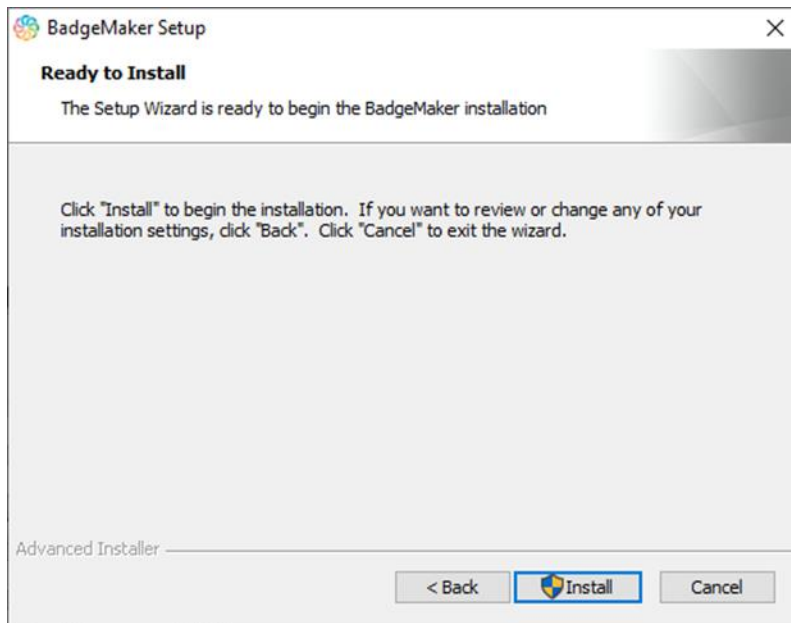 BadgeMaker Setup
Ready to Install
The Setup Wizard is ready to begin the BadgeMaker installation
Click "Install" to begin the installation. If you want to review or change any of your
installation settings, click "Back". Click "Cancel" to exit the wizard.
Advanced Installer
< Back Install Cancel